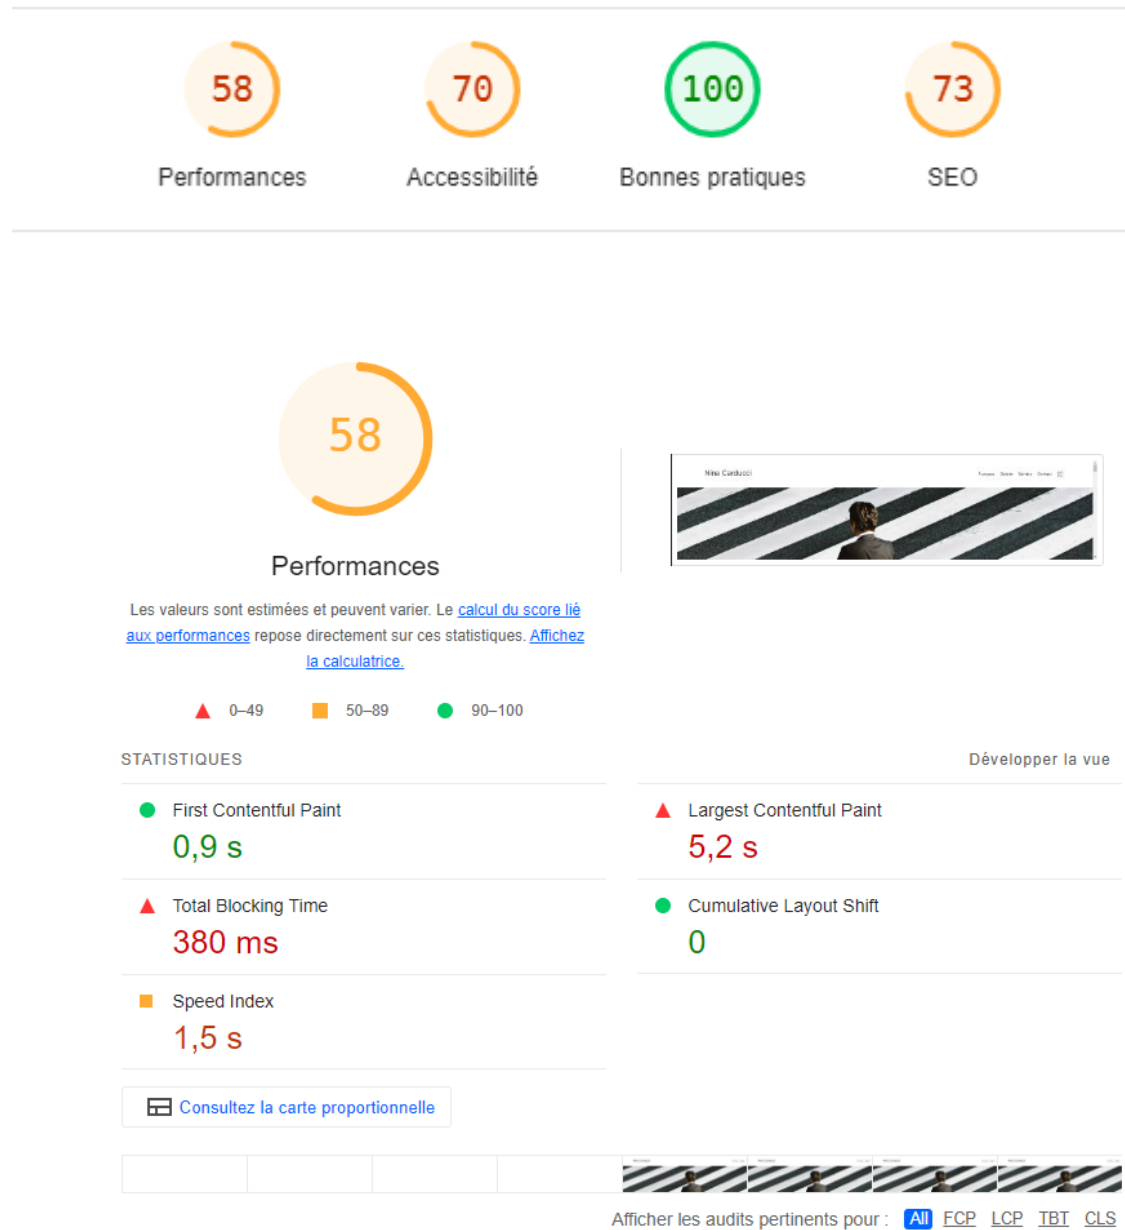 58
70
100
73
Performances
Accessibilité
Bonnes pratiques
SEO
58
Performances
Les valeurs sont estimées et peuvent varier. Le calcul du score lié
aux performances repose directement sur ces statistiques. Affichez
la calculatrice.
0–49
50–89
90–100
Nina Carducci
STATISTIQUES
Développer la vue
First Contentful Paint
0,9 s
Largest Contentful Paint
5,2 s
Total Blocking Time
380 ms
Cumulative Layout Shift
0
Speed Index
1,5 s
Consultez la carte proportionnelle
Afficher les audits pertinents pour : All FCP LCP TBT CLS